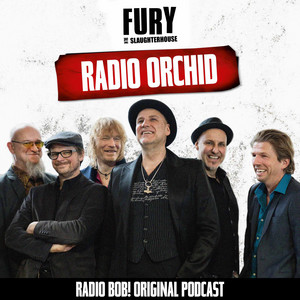 FURY
IN THE
SLAUGHTERHOUSE
RADIO ORCHID
RADIO BOB! ORIGINAL PODCAST